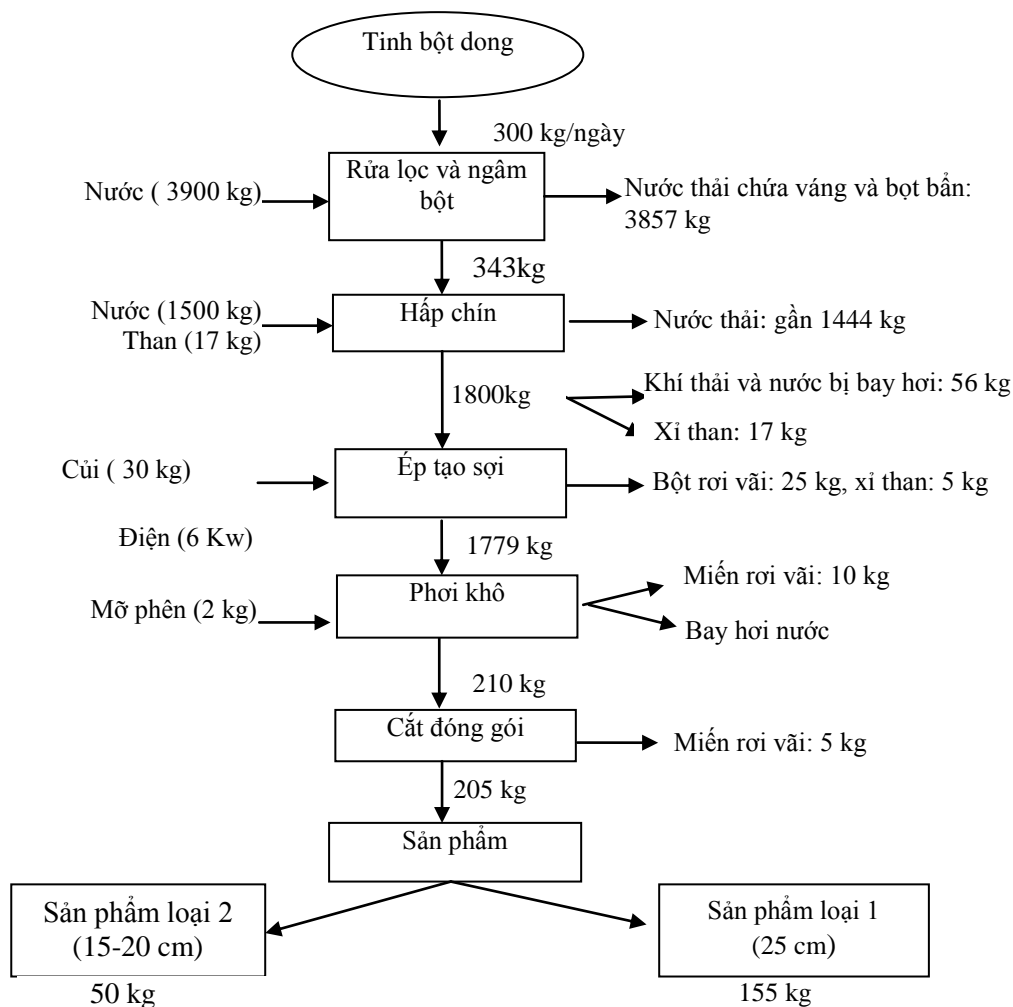 Tinh bột dong
300 kg/ngày
Rửa lọc và ngâm
bột
Nước ( 3900 kg)
Nước thải chứa váng và bọt bẩn:
3857 kg
343kg
Nước (1500 kg)
Than (17 kg)
Hấp chín
Nước thải: gần 1444 kg
1800kg
Khí thải và nước bị bay hơi: 56 kg
Xỉ than: 17 kg
Củi ( 30 kg)
Ép tạo sợi
Bột rơi vãi: 25 kg, xỉ than: 5 kg
Điện (6 Kw)
1779 kg
Mỡ phên (2 kg)
Phơi khô
Miến rơi vãi: 10 kg
Bay hơi nước
210 kg
Cắt đóng gói
Miến rơi vãi: 5 kg
205 kg
Sản phẩm
Sản phẩm loại 2
(15-20 cm)
50 kg
Sản phẩm loại 1
(25 cm)
155 kg